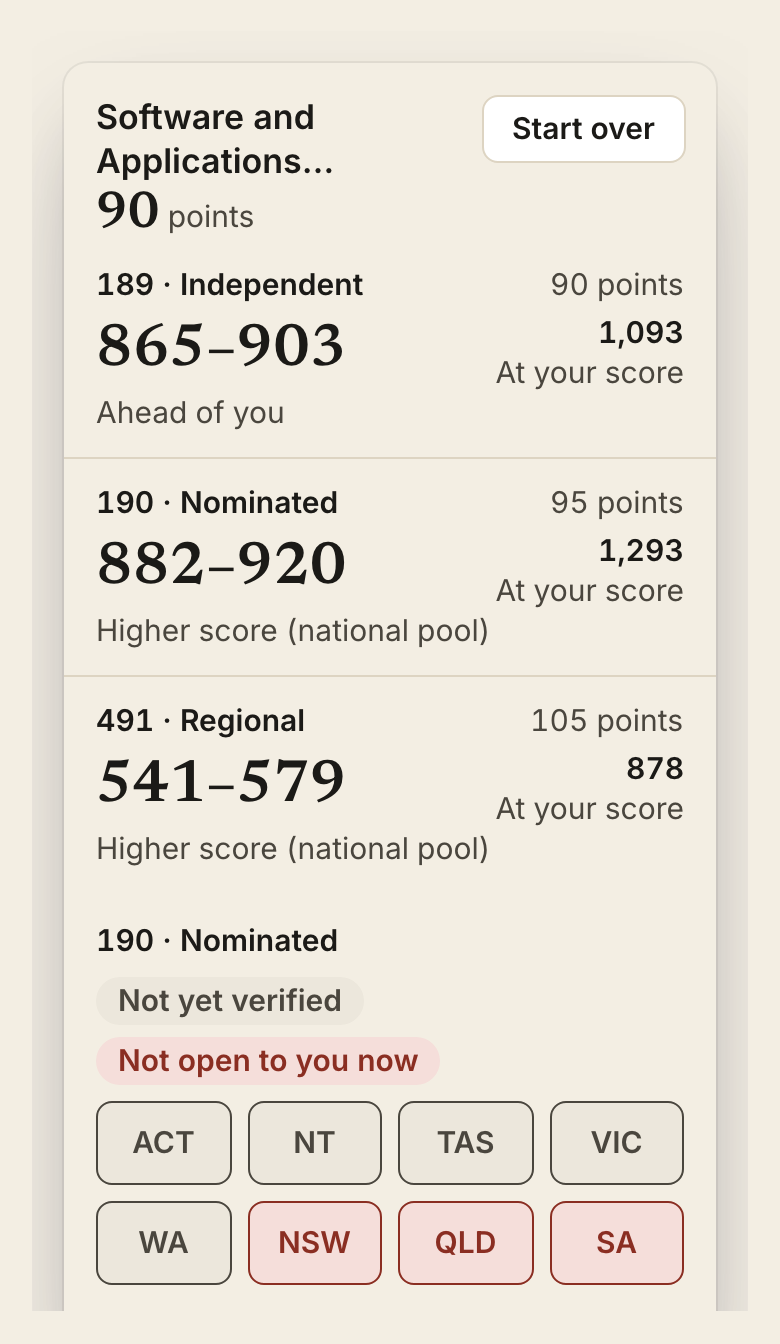 Software and
Applications...
Start over
90 points
189 · Independent
90 points
865–903
1,093
At your score
Ahead of you
190 · Nominated
95 points
882–920
1,293
At your score
Higher score (national pool)
491 · Regional
105 points
541–579
878
At your score
Higher score (national pool)
190 · Nominated
Not yet verified
Not open to you now
ACT NT TAS VIC
WA NSW QLD SA